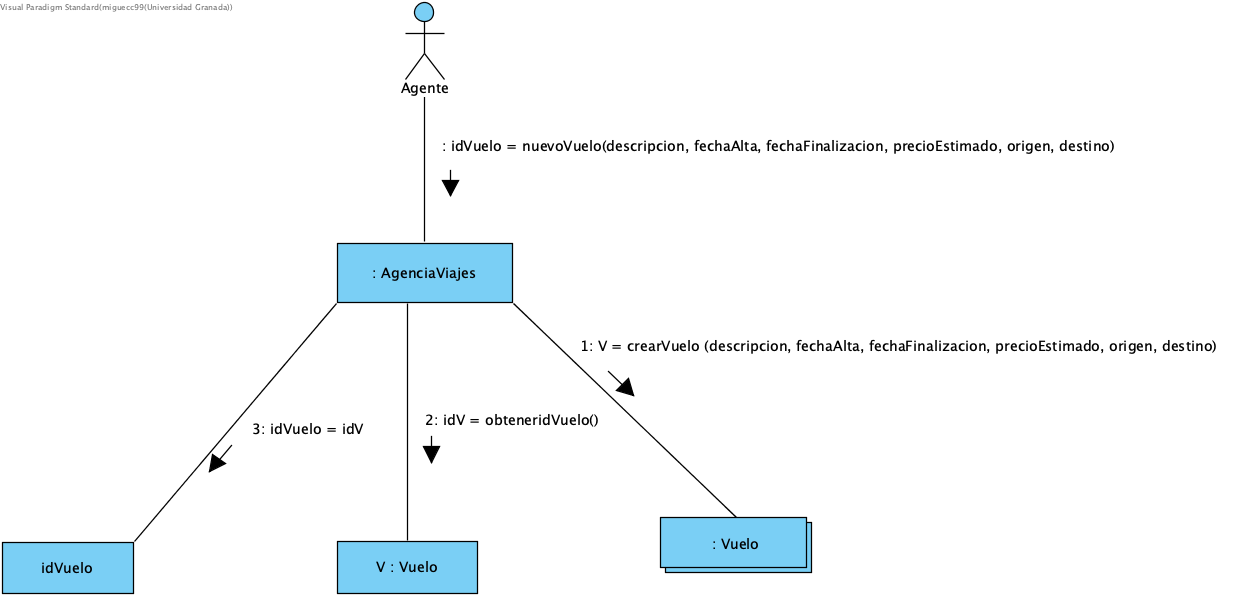 Visual Paradigm Standard(miguecc99(Universidad Granada))
Agente
: idVuelo = nuevoVuelo(descripcion, fechaAlta, fechaFinalizacion, precioEstimado, origen, destino)
: AgenciaViajes
1: V = crearVuelo (descripcion, fechaAlta, fechaFinalizacion, precioEstimado, origen, destino)
2: idV = obteneridVuelo()
3: idVuelo = idV
idVuelo
V : Vuelo
: Vuelo